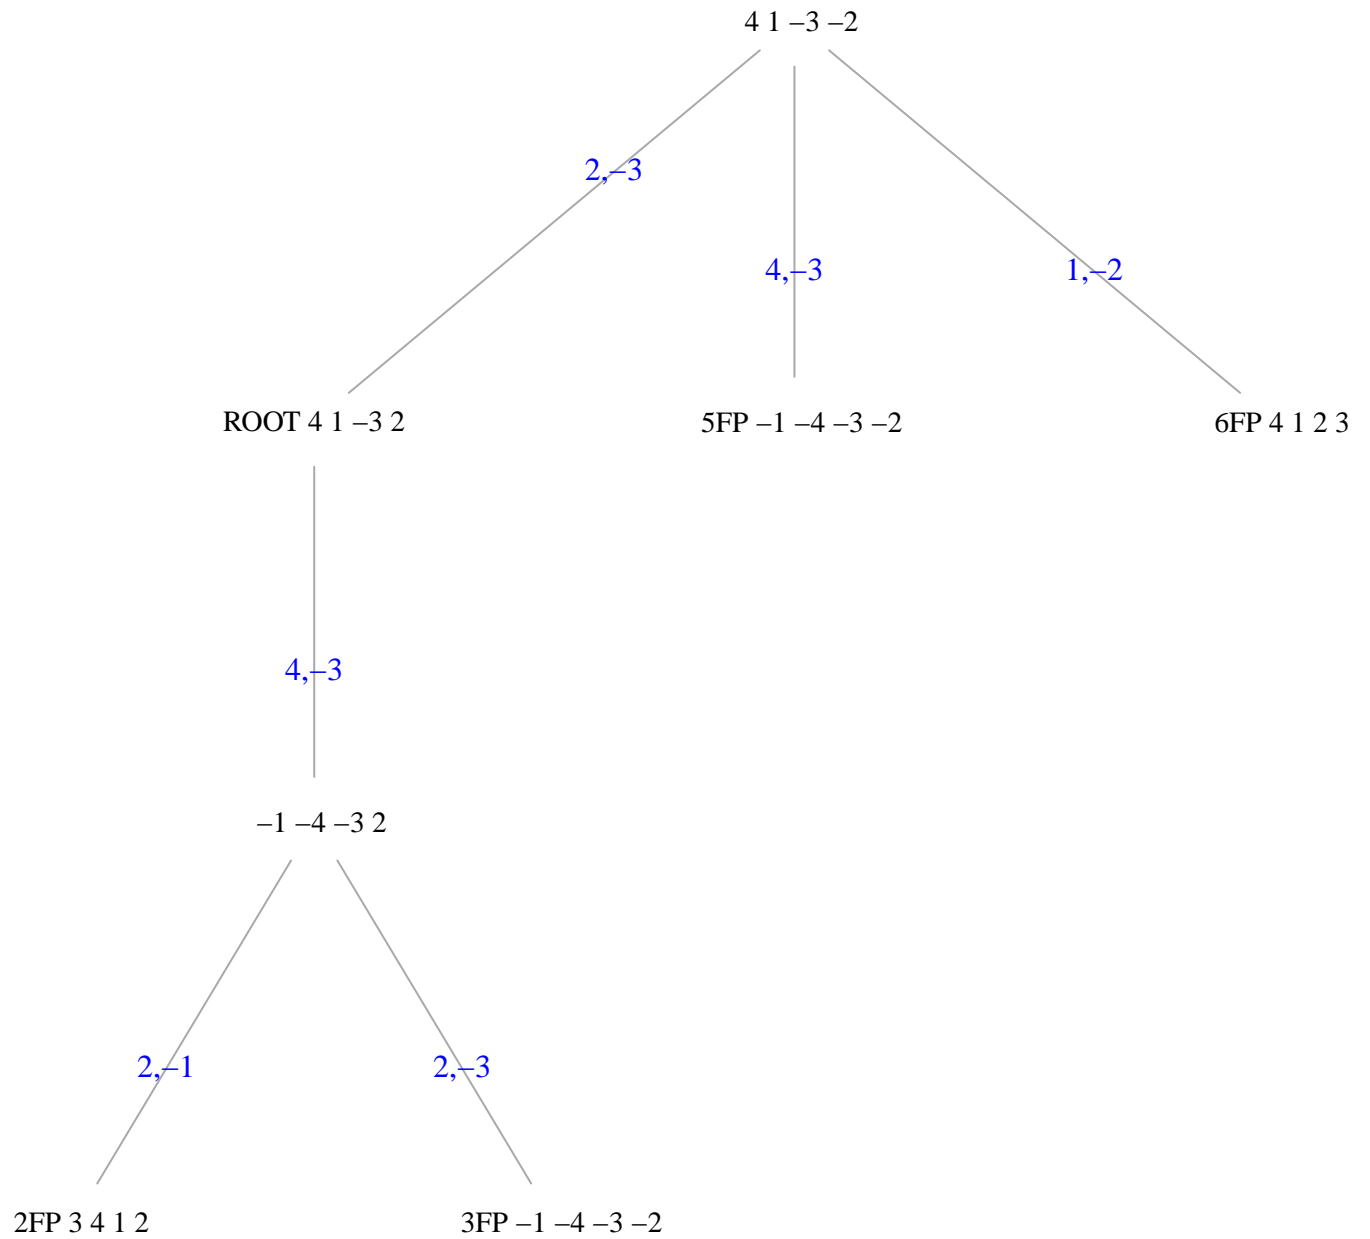 4 1 –3 –2
2,–3
4,–3
1,–2
ROOT 4 1 –3 2
5FP –1 –4 –3 –2
6FP 4 1 2 3
4,–3
–1 –4 –3 2
2,–1
2,–3
2FP 3 4 1 2
3FP –1 –4 –3 –2